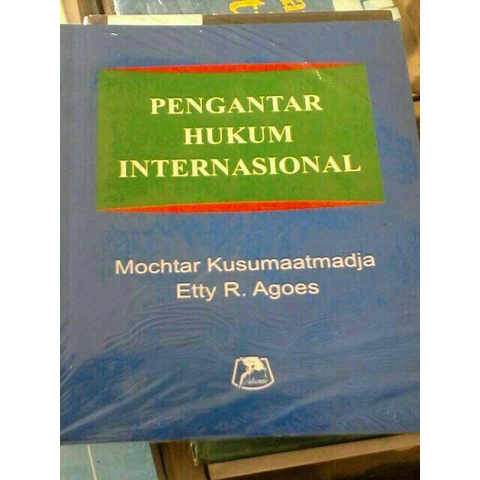 PENGANTAR
HUKUM
INTERNASIONAL
Mochtar Kusumaatmadja
Etty R. Agoes